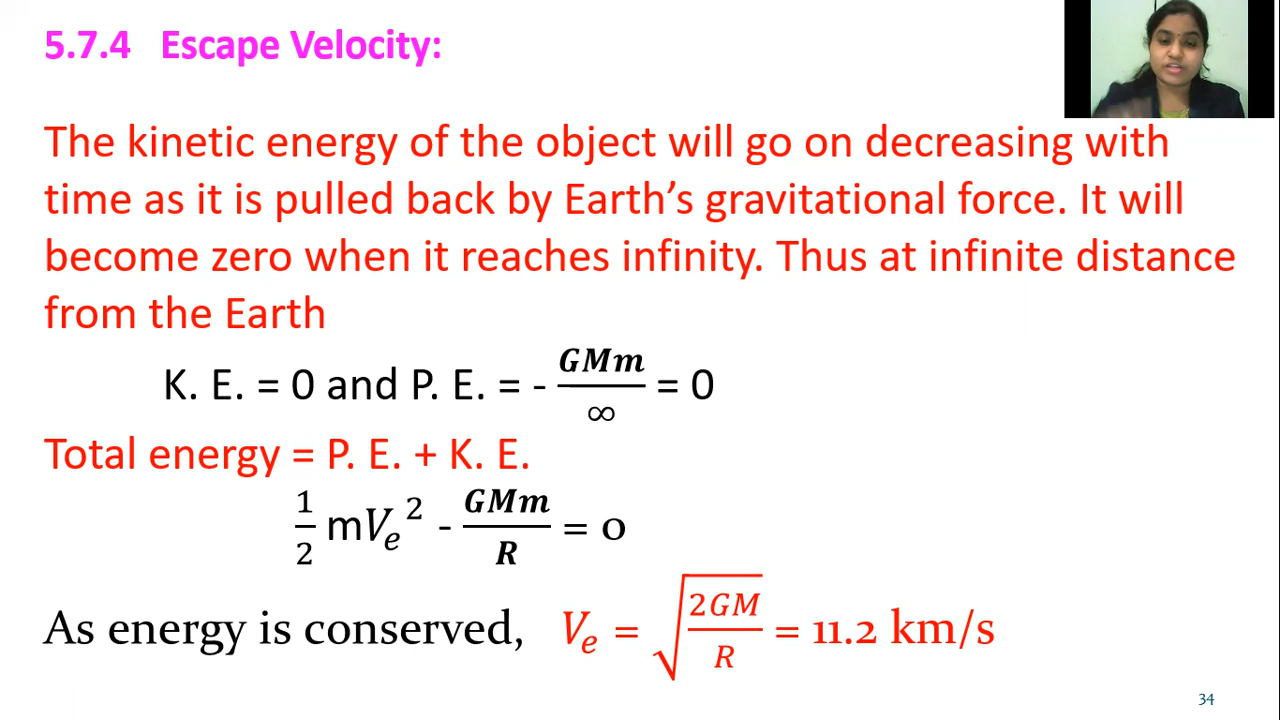 5.7.4 Escape Velocity:
The kinetic energy of the object will go on decreasing with
time as it is pulled back by Earth's gravitational force. It will
become zero when it reaches infinity. Thus at infinite distance
from the Earth
K. E. = 0 and P. E. = - GMm/∞ = 0
Total energy = P. E. + K. E.
1/2 mVₑ² - GMm/R = 0
As energy is conserved, Vₑ = √(2GM/R) = 11.2 km/s
34